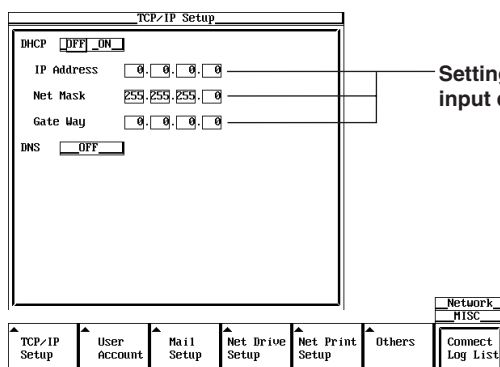 TCP/IP Setup
DHCP OFF ON
IP Address 0. 0. 0. 0
Net Mask 255.255.255. 0
Gate Way 0. 0. 0. 0
DNS OFF
Setting
input
Network
MISC
TCP/IP Setup
User Account
Mail Setup
Net Drive Setup
Net Print Setup
Others
Connect Log List